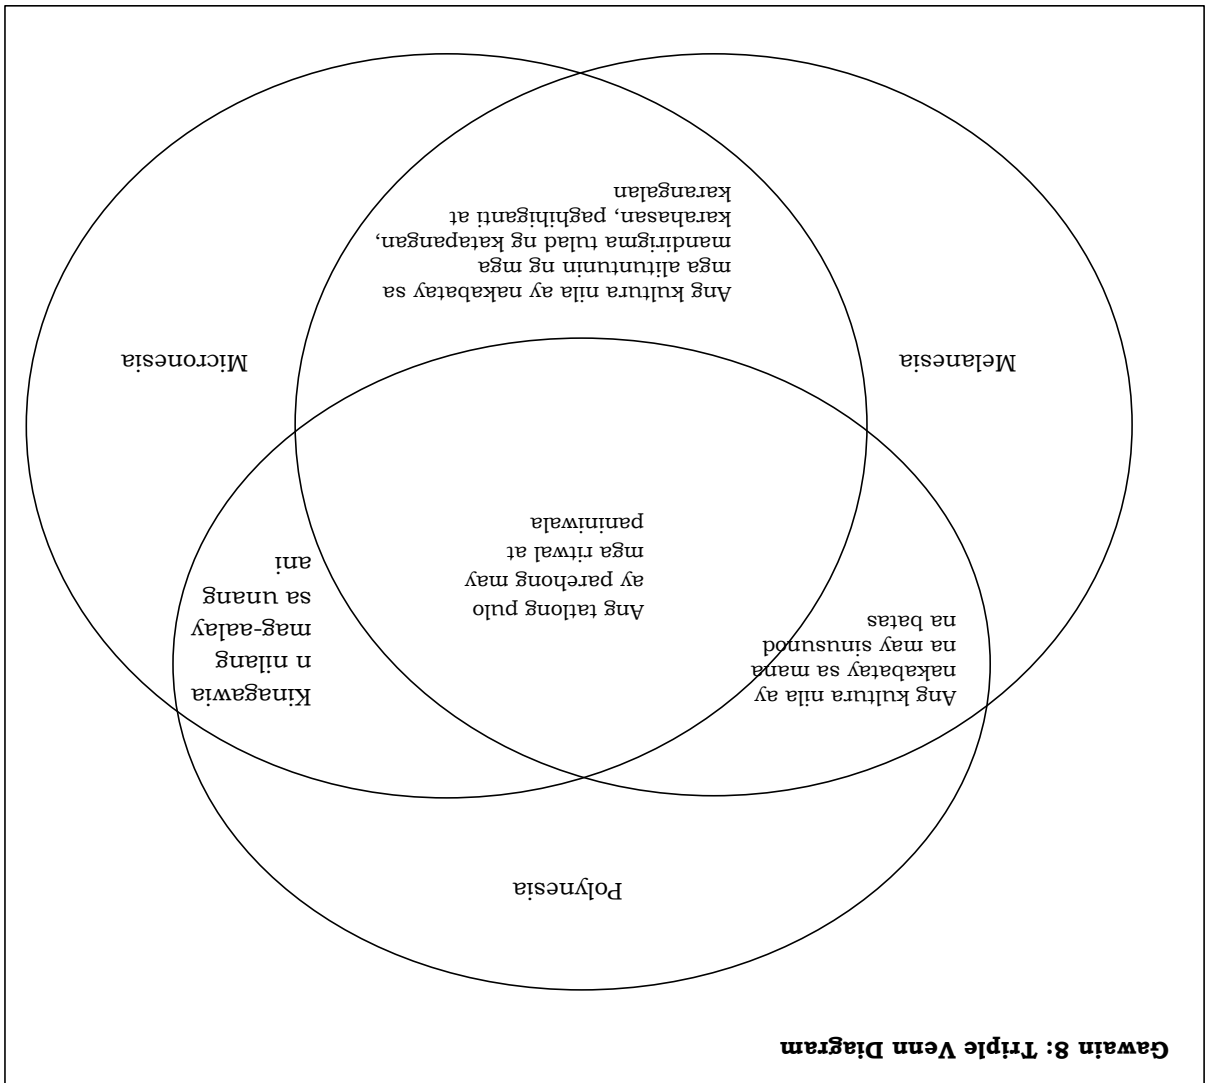 Gawain 8: Triple Venn Diagram
Polynesia
Ang kultura nila ay
nakabatay sa mana
na may sinusunod
na batas
Kinagawia
n nilang
mag-aalay
sa unang
ani
Ang tatlong pulo
ay parehong may
mga ritwal at
paniniwala
Melanesia
Micronesia
Ang kultura nila ay nakabatay sa
mga alituntunin ng mga
mandirigma tulad ng katapangan,
karahasan, paghihiganti at
karangalan